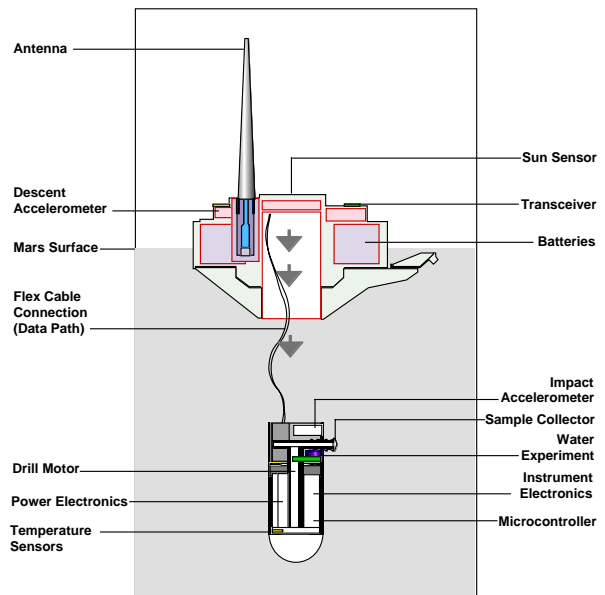 Antenna
Descent
Accelerometer
Mars Surface
Flex Cable
Connection
(Data Path)
Drill Motor
Power Electronics
Temperature
Sensors
Sun Sensor
Transceiver
Batteries
Impact
Accelerometer
Sample Collector
Water
Experiment
Instrument
Electronics
Microcontroller